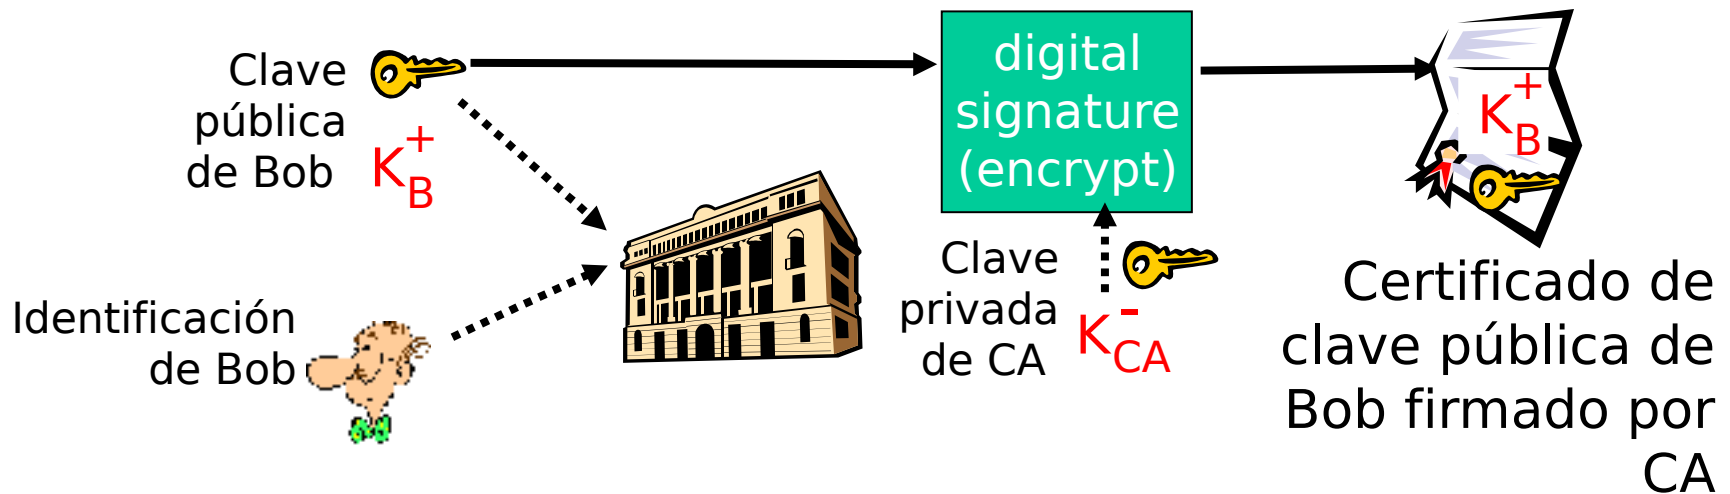 Clave
pública
de Bob
K
+
B
Identificación
de Bob
digital
signature
(encrypt)
Clave
privada
de CA
K
-
CA
K
+
B
Certificado de
clave pública de
Bob firmado por
CA